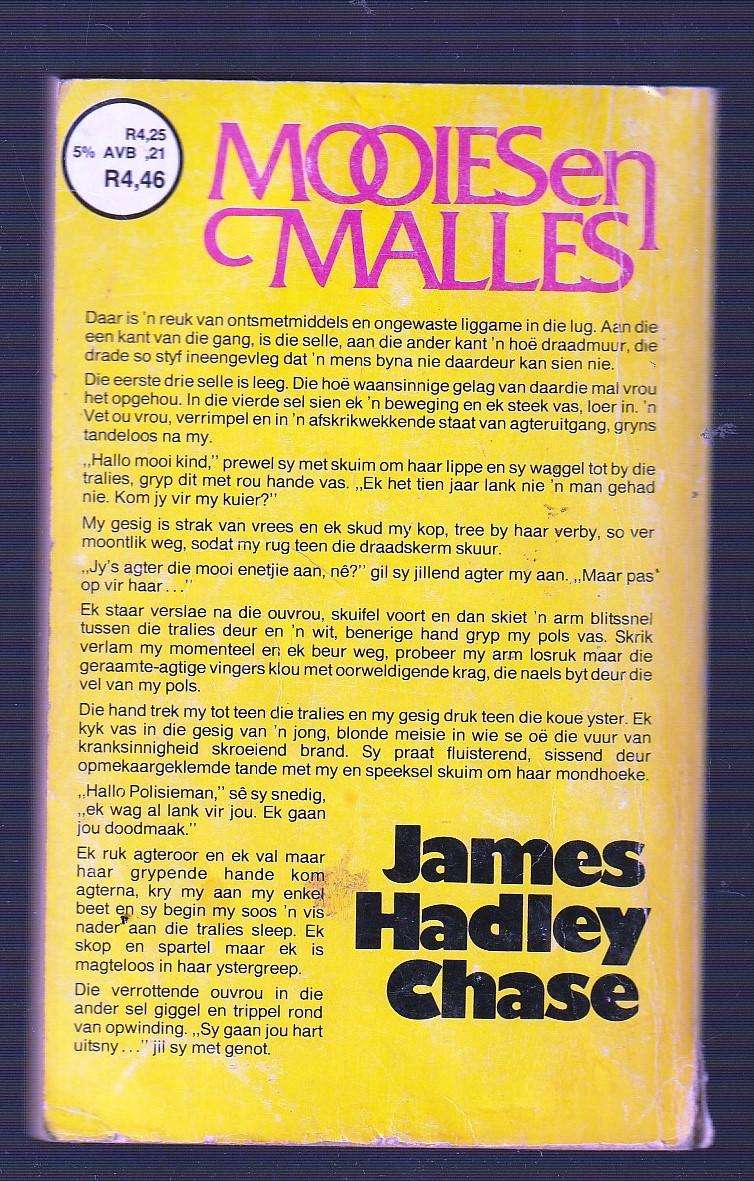 R4,25
5% AVB ,21
R4,46
MOOIES en
MALLES
Daar is 'n reuk van ontsmetmiddels en ongewaste liggame in die lug. Aan die
een kant van die gang, is die selle, aan die ander kant 'n hoë draadmuur, die
drade so styf ineengevleg dat 'n mens byna nie daardeur kan sien nie.
Die eerste drie selle is leeg. Die hoë waansinnige gelag van daardie mal vrou
het opgehou. In die vierde sel sien ek 'n beweging en ek steek vas, loer in. 'n
Vet ou vrou, verrimpel en in 'n afskrikwekkende staat van agteruitgang, gryns
tandeloos na my.
„Hallo mooi kind,” prewel sy met skuim om haar lippe en sy waggel tot by die
tralies, gryp dit met rou hande vas. „Ek het tien jaar lank nie 'n man gehad
nie. Kom jy vir my kuier?”
My gesig is strak van vrees en ek skud my kop, tree by haar verby, so ver
moontlik weg, sodat my rug teen die draadskerm skuur.
„Jy's agter die mooi enetjie aan, nê?” gil sy jillend agter my aan. „Maar pas
op vir haar...”
Ek staar verslae na die ouvrou, skuifel voort en dan skiet 'n arm blitssnel
tussen die tralies deur en 'n wit, benerige hand gryp my pols vas. Skrik
verlam my momenteel en ek beur weg, probeer my arm losruk maar die
geraamte-agtige vingers klou met oorweldigende krag, die naels byt deur die
vel van my pols.
Die hand trek my tot teen die tralies en my gesig druk teen die koue yster. Ek
kyk vas in die gesig van 'n jong, blonde meisie in wie se oë die vuur van
kranksinnigheid skroeiend brand. Sy praat fluisterend, sissend deur
opmekaargeklemde tande met my en speeksel skuim om haar mondhoeke.
„Hallo Polisieman,” sê sy snedig,
„ek wag al lank vir jou. Ek gaan
jou doodmaak.”
Ek ruk agteroor en ek val maar
haar grypende hande kom
agterna, kry my aan my enkel
beet en sy begin my soos 'n vis
nader aan die tralies sleep. Ek
skop en spartel maar ek is
magteloos in haar ystergreep.
Die verrottende ouvrou in die
ander sel giggel en trippel rond
van opwinding. „Sy gaan jou hart
uitsny...” jil sy met genot.
James
Hadley
Chase